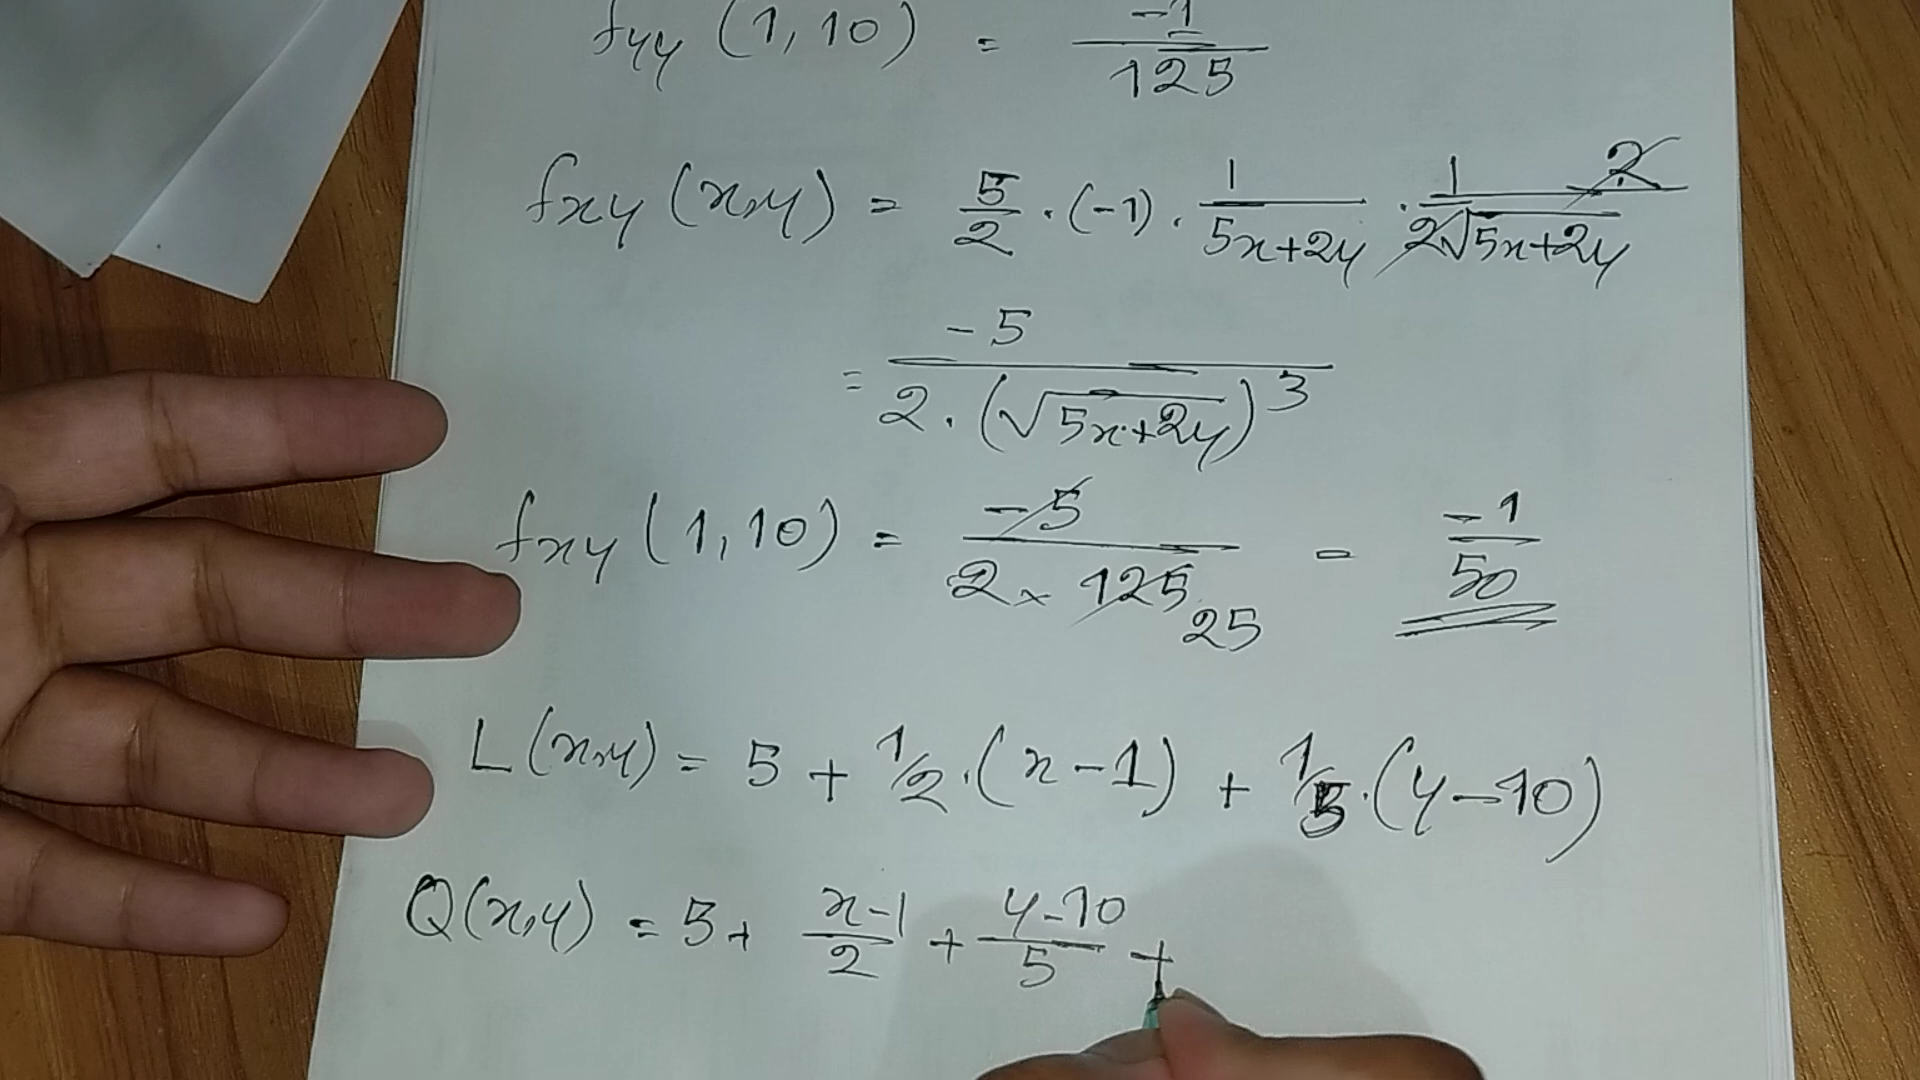 fyy (1,10) = -1/125
fxy (x,y) = 5/2 · (-1) · 1/(5x+2y) · 1/(2√(5x+2y)) · 2
= -5/(2 · (√(5x+2y))³)
fxy (1,10) = -5/(2 × 125) 25 = -1/50
L(x,y) = 5 + 1/2 · (x-1) + 1/5 · (y-10)
Q(x,y) = 5 + (x-1)/2 + (y-10)/5 +